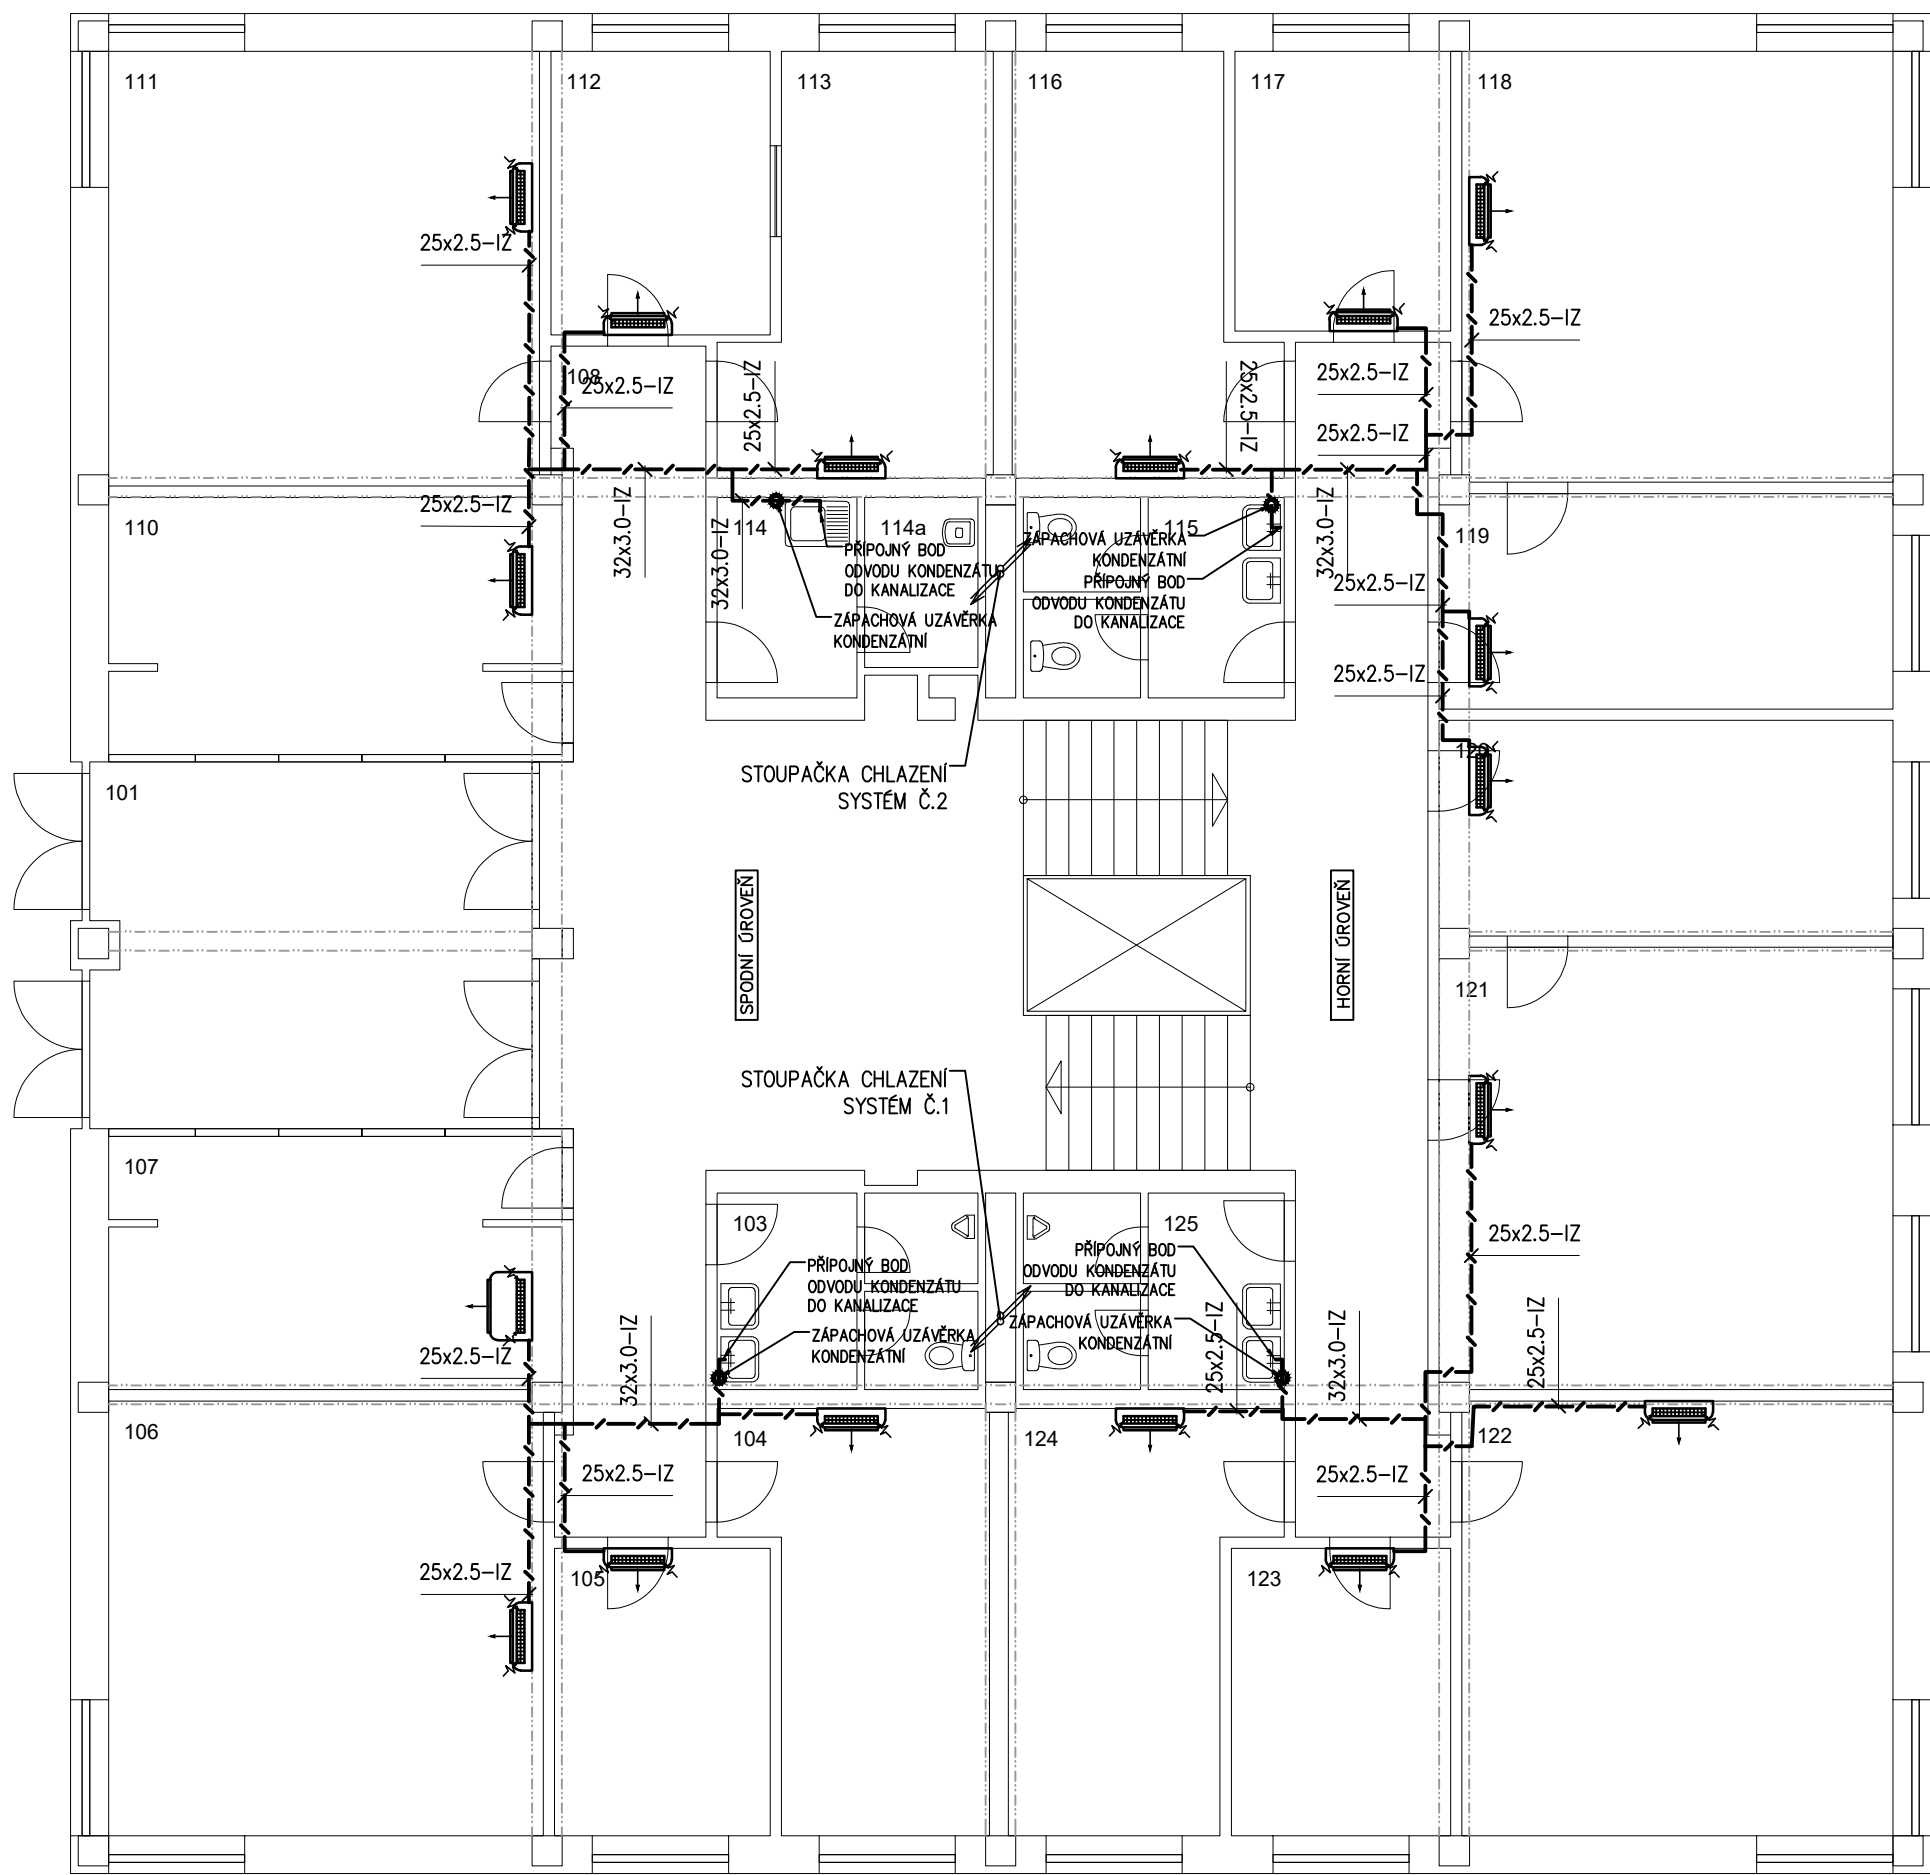 111
112
113
116
117
118
25x2.5-IZ
25x2.5-IZ
108
25x2.5-IZ
25x2.5-IZ
25x2.5-IZ
25x2.5-IZ
25x2.5-IZ
110
25x2.5-IZ
32x3.0-IZ
32x3.0-IZ
114
114a
115
32x3.0-IZ
119
PŘÍPOJNÝ BOD
ODVODU KONDENZÁTU
DO KANALIZACE
ZÁPACHOVÁ UZÁVĚRKA
KONDENZÁTNÍ
ZÁPACHOVÁ UZÁVĚRKA
KONDENZÁTNÍ
PŘÍPOJNÝ BOD
ODVODU KONDENZÁTU
DO KANALIZACE
25x2.5-IZ
25x2.5-IZ
120
101
STOUPAČKA CHLAZENÍ
SYSTÉM Č.2
SPODNÍ ÚROVEŇ
HORNÍ ÚROVEŇ
121
STOUPAČKA CHLAZENÍ
SYSTÉM Č.1
107
103
125
PŘÍPOJNÝ BOD
ODVODU KONDENZÁTU
DO KANALIZACE
ZÁPACHOVÁ UZÁVĚRKA
KONDENZÁTNÍ
PŘÍPOJNÝ BOD
ODVODU KONDENZÁTU
DO KANALIZACE
ZÁPACHOVÁ UZÁVĚRKA
KONDENZÁTNÍ
25x2.5-IZ
25x2.5-IZ
32x3.0-IZ
25x2.5-IZ
32x3.0-IZ
25x2.5-IZ
106
104
124
122
25x2.5-IZ
25x2.5-IZ
25x2.5-IZ
105
123